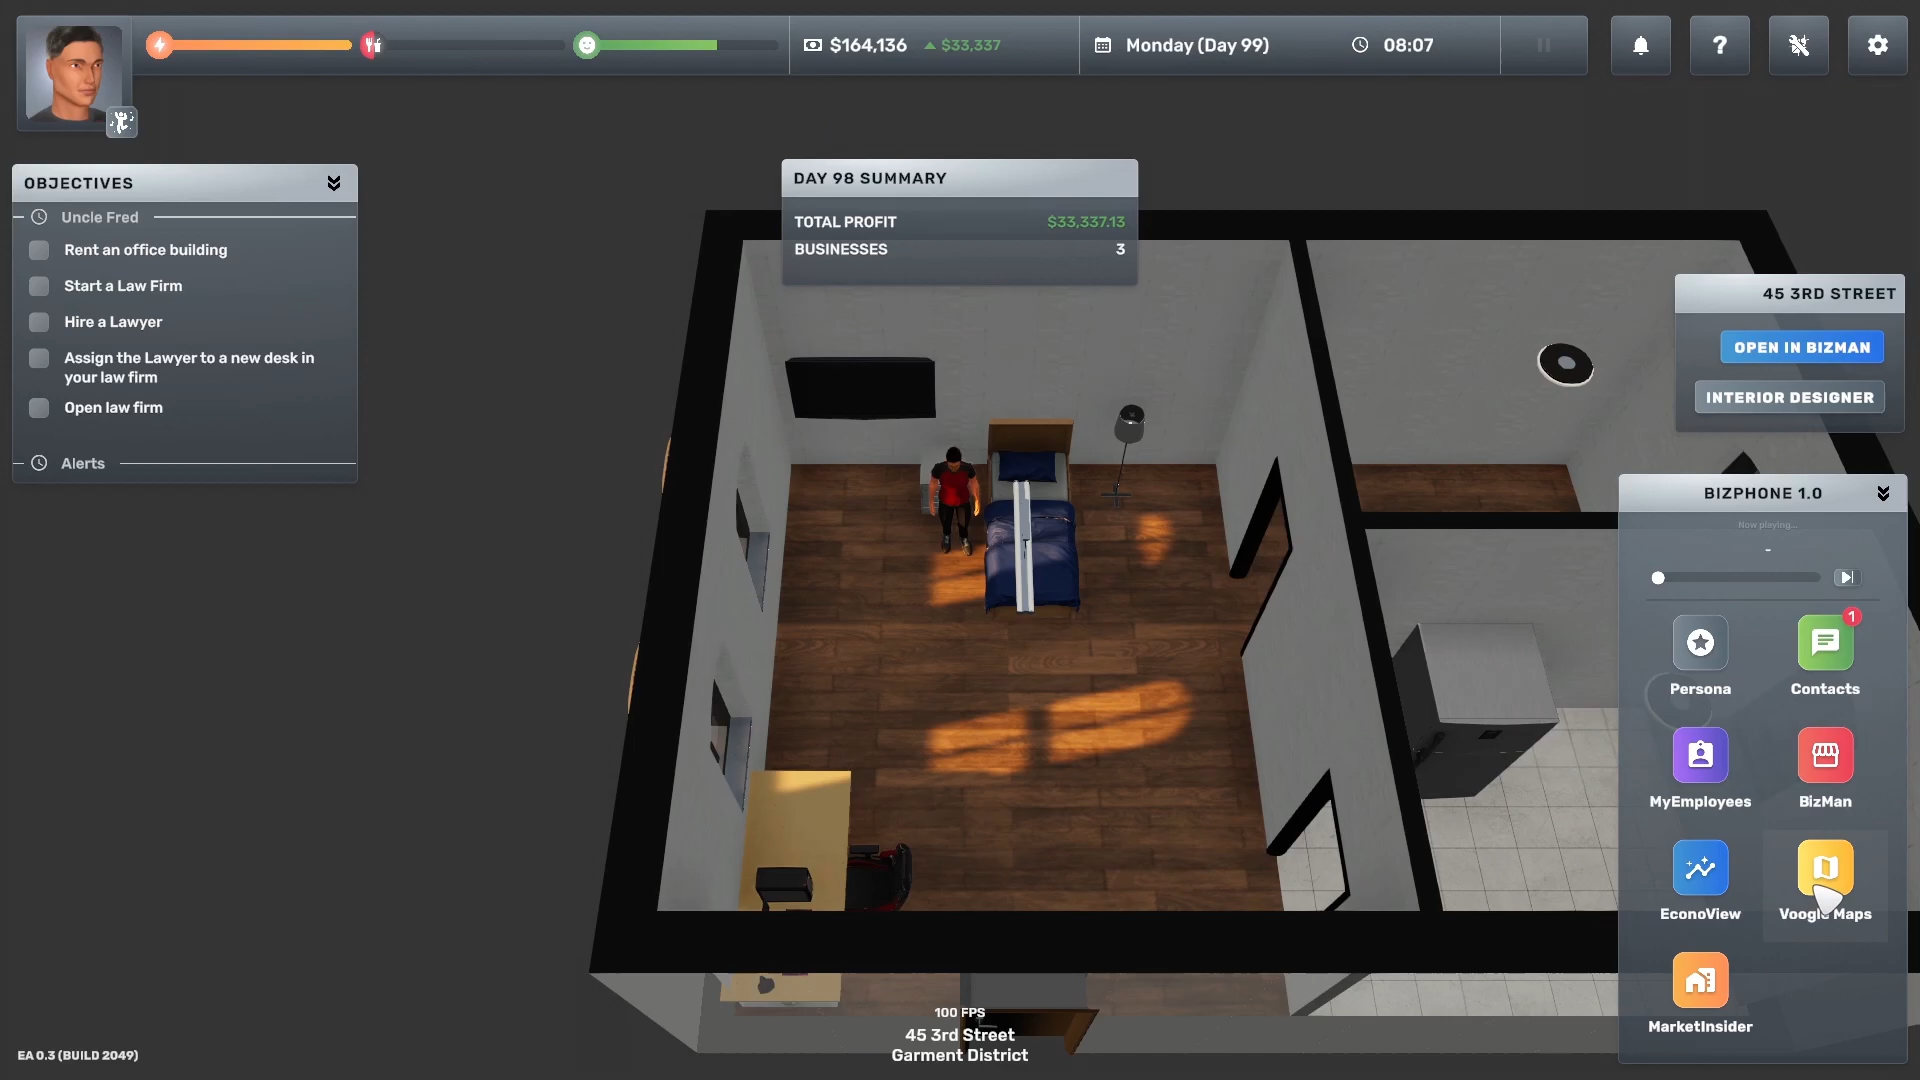 $164,136
$33,337
Monday (Day 99)
08:07
?
OBJECTIVES
Uncle Fred
Rent an office building
Start a Law Firm
Hire a Lawyer
Assign the Lawyer to a new desk in
your law firm
Open law firm
Alerts
DAY 98 SUMMARY
TOTAL PROFIT $33,337.13
BUSINESSES 3
45 3RD STREET
OPEN IN BIZMAN
INTERIOR DESIGNER
BIZPHONE 1.0
Now playing...
-
1
Persona
Contacts
MyEmployees
BizMan
EconoView
Voogle Maps
MarketInsider
100 FPS
45 3rd Street
Garment District
EA 0.3 (BUILD 2049)